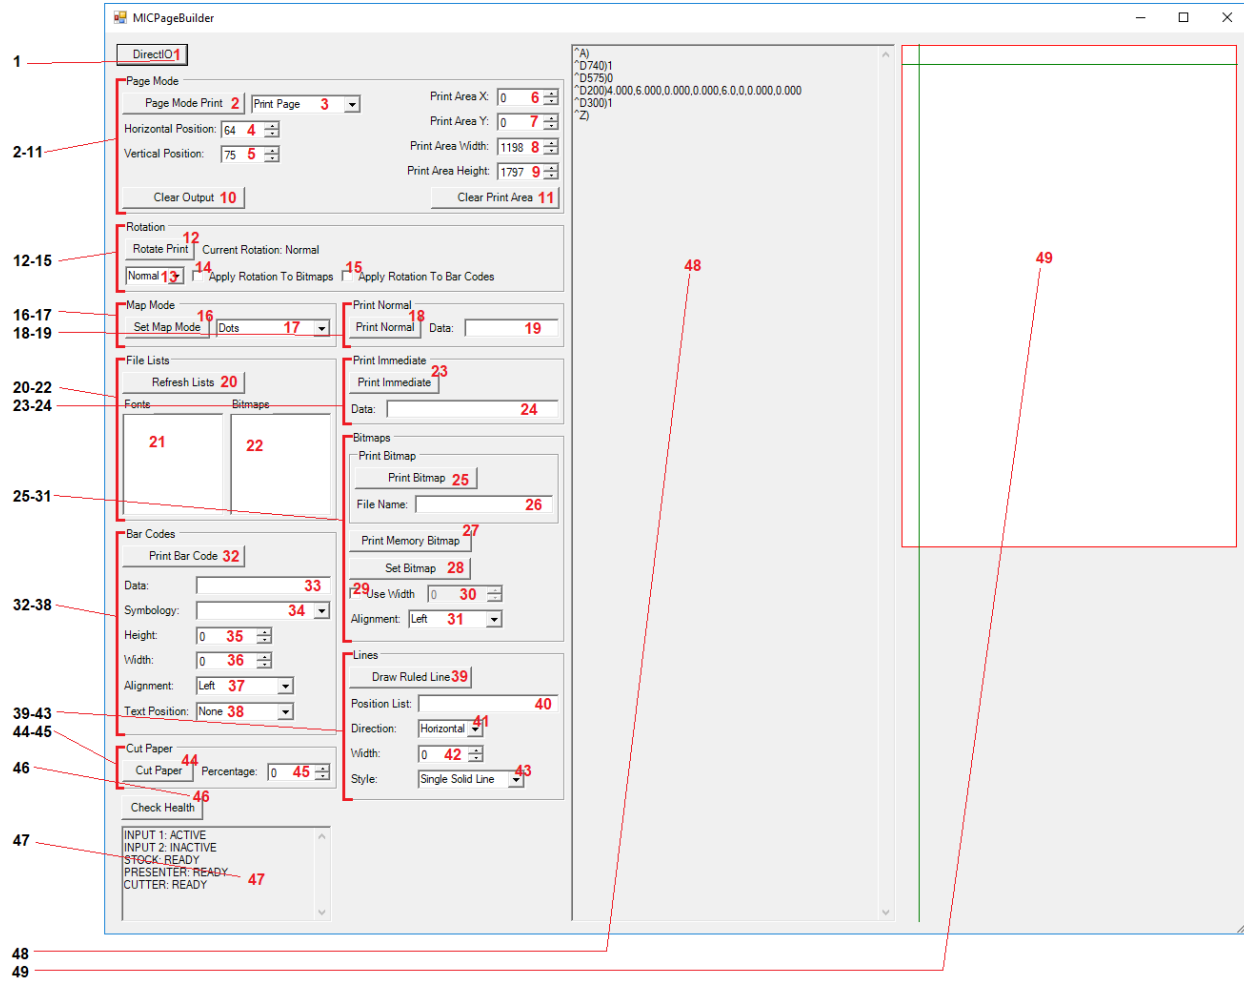 MICPageBuilder
1
DirectIO 1
Page Mode
2-11
Page Mode Print 2
Print Page 3
Horizontal Position: 64 4
Vertical Position: 75 5
Print Area X: 0 6
Print Area Y: 0 7
Print Area Width: 1198 8
Print Area Height: 1797 9
Clear Output 10
Clear Print Area 11
Rotation
12-15
12
Rotate Print
Current Rotation: Normal
Normal 13
14
Apply Rotation To Bitmaps
15
Apply Rotation To Bar Codes
16-17
Map Mode
16
Set Map Mode
Dots 17
18-19
Print Normal
18
Print Normal
Data: 19
20-22
File Lists
Refresh Lists 20
Fonts
Bitmaps
21
22
23-24
Print Immediate
23
Print Immediate
Data: 24
25-31
Bitmaps
Print Bitmap
Print Bitmap 25
File Name: 26
27
Print Memory Bitmap
Set Bitmap 28
29
Use Width 0 30
Alignment: Left 31
32-38
Bar Codes
Print Bar Code 32
Data: 33
Symbology: 34
Height: 0 35
Width: 0 36
Alignment: Left 37
Text Position: None 38
39-43
Lines
Draw Ruled Line 39
Position List: 40
Direction: Horizontal 41
Width: 0 42
Style: Single Solid Line 43
44-45
Cut Paper
44
Cut Paper
Percentage: 0 45
46
46
Check Health
47
INPUT 1: ACTIVE
INPUT 2: INACTIVE
STOCK: READY
PRESENTER: READY
CUTTER: READY
47
^A)
^D740)1
^D575)0
^D200)4.000,6.000,0.000,0.000,6.0,0,0.000,0.000
^D300)1
^Z)
48
49
48
49